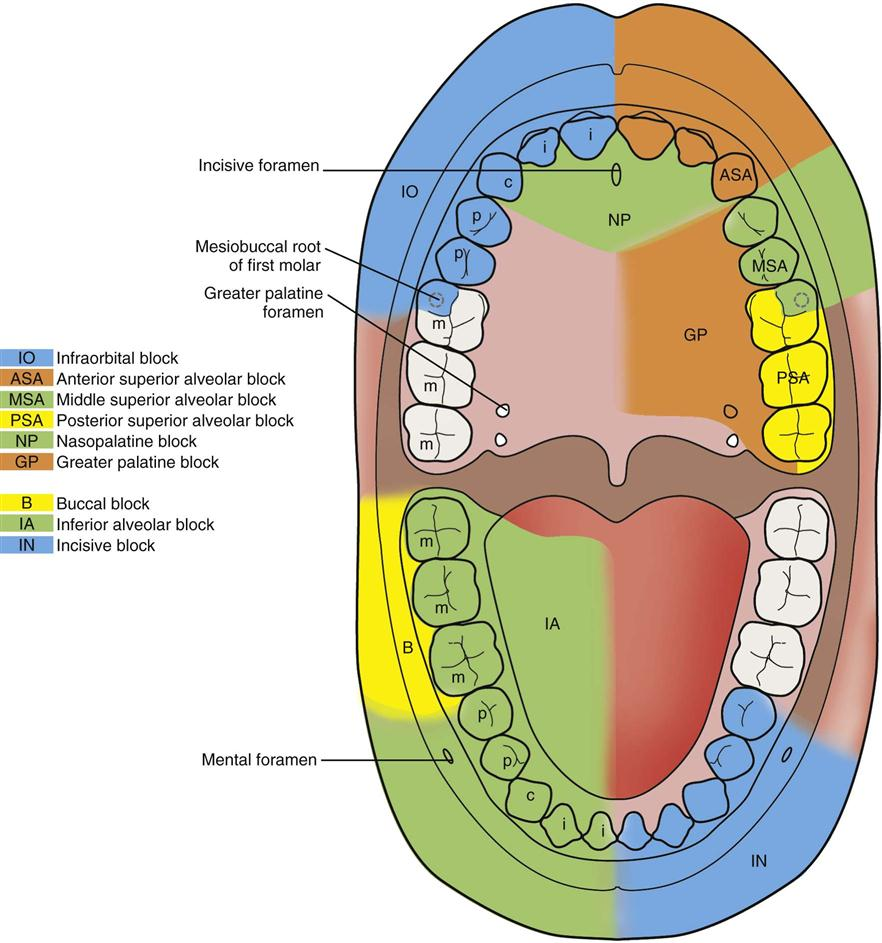 i
i
Incisive foramen
c
ASA
IO
p
NP
Mesiobuccal root
of first molar
p
MSA
Greater palatine
foramen
m
GP
IO Infraorbital block
ASA Anterior superior alveolar block
m
PSA
MSA Middle superior alveolar block
PSA Posterior superior alveolar block
NP Nasopalatine block
m
GP Greater palatine block
B Buccal block
IA Inferior alveolar block
IN Incisive block
m
m
IA
B
m
p
Mental foramen
p
c
i
i
IN